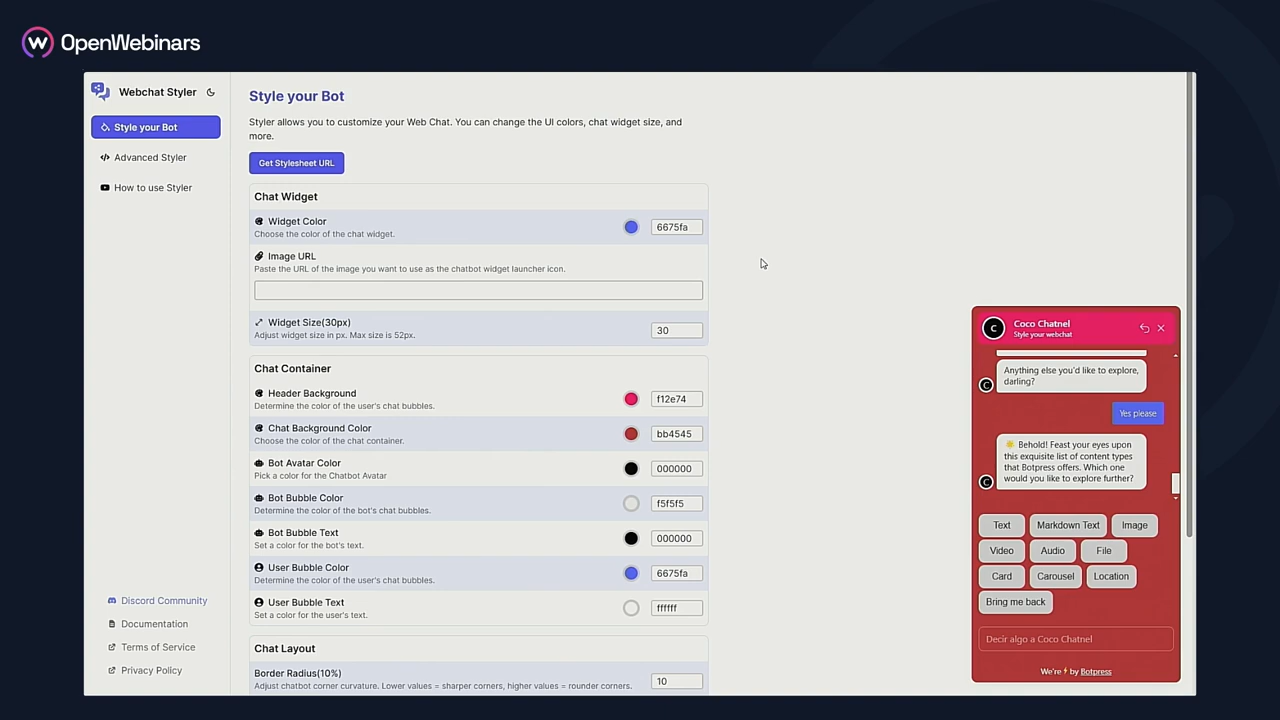 OpenWebinars
Webchat Styler
Style your Bot
Advanced Styler
How to use Styler
Discord Community
Documentation
Terms of Service
Privacy Policy
Style your Bot
Styler allows you to customize your Web Chat. You can change the UI colors, chat widget size, and
more.
Get Stylesheet URL
Chat Widget
Widget Color
Choose the color of the chat widget.
6675fa
Image URL
Paste the URL of the image you want to use as the chatbot widget launcher icon.
Widget Size(30px)
Adjust widget size in px. Max size is 52px.
30
Chat Container
Header Background
Determine the color of the user's chat bubbles.
f12e74
Chat Background Color
Choose the color of the chat container.
bb4545
Bot Avatar Color
Pick a color for the Chatbot Avatar
000000
Bot Bubble Color
Determine the color of the bot's chat bubbles.
f5f5f5
Bot Bubble Text
Set a color for the bot's text.
000000
User Bubble Color
Determine the color of the user's chat bubbles.
6675fa
User Bubble Text
Set a color for the user's text.
ffffff
Chat Layout
Border Radius(10%)
Adjust chatbot corner curvature. Lower values = sharper corners, higher values = rounder corners.
10
C
Coco Chatnel
Style your webchat
Anything else you'd like to explore,
darling?
C
Yes please
Behold! Feast your eyes upon
this exquisite list of content types
that Botpress offers. Which one
would you like to explore further?
C
Text Markdown Text Image
Video Audio File
Card Carousel Location
Bring me back
Decir algo a Coco Chatnel
We're ⚡ by Botpress